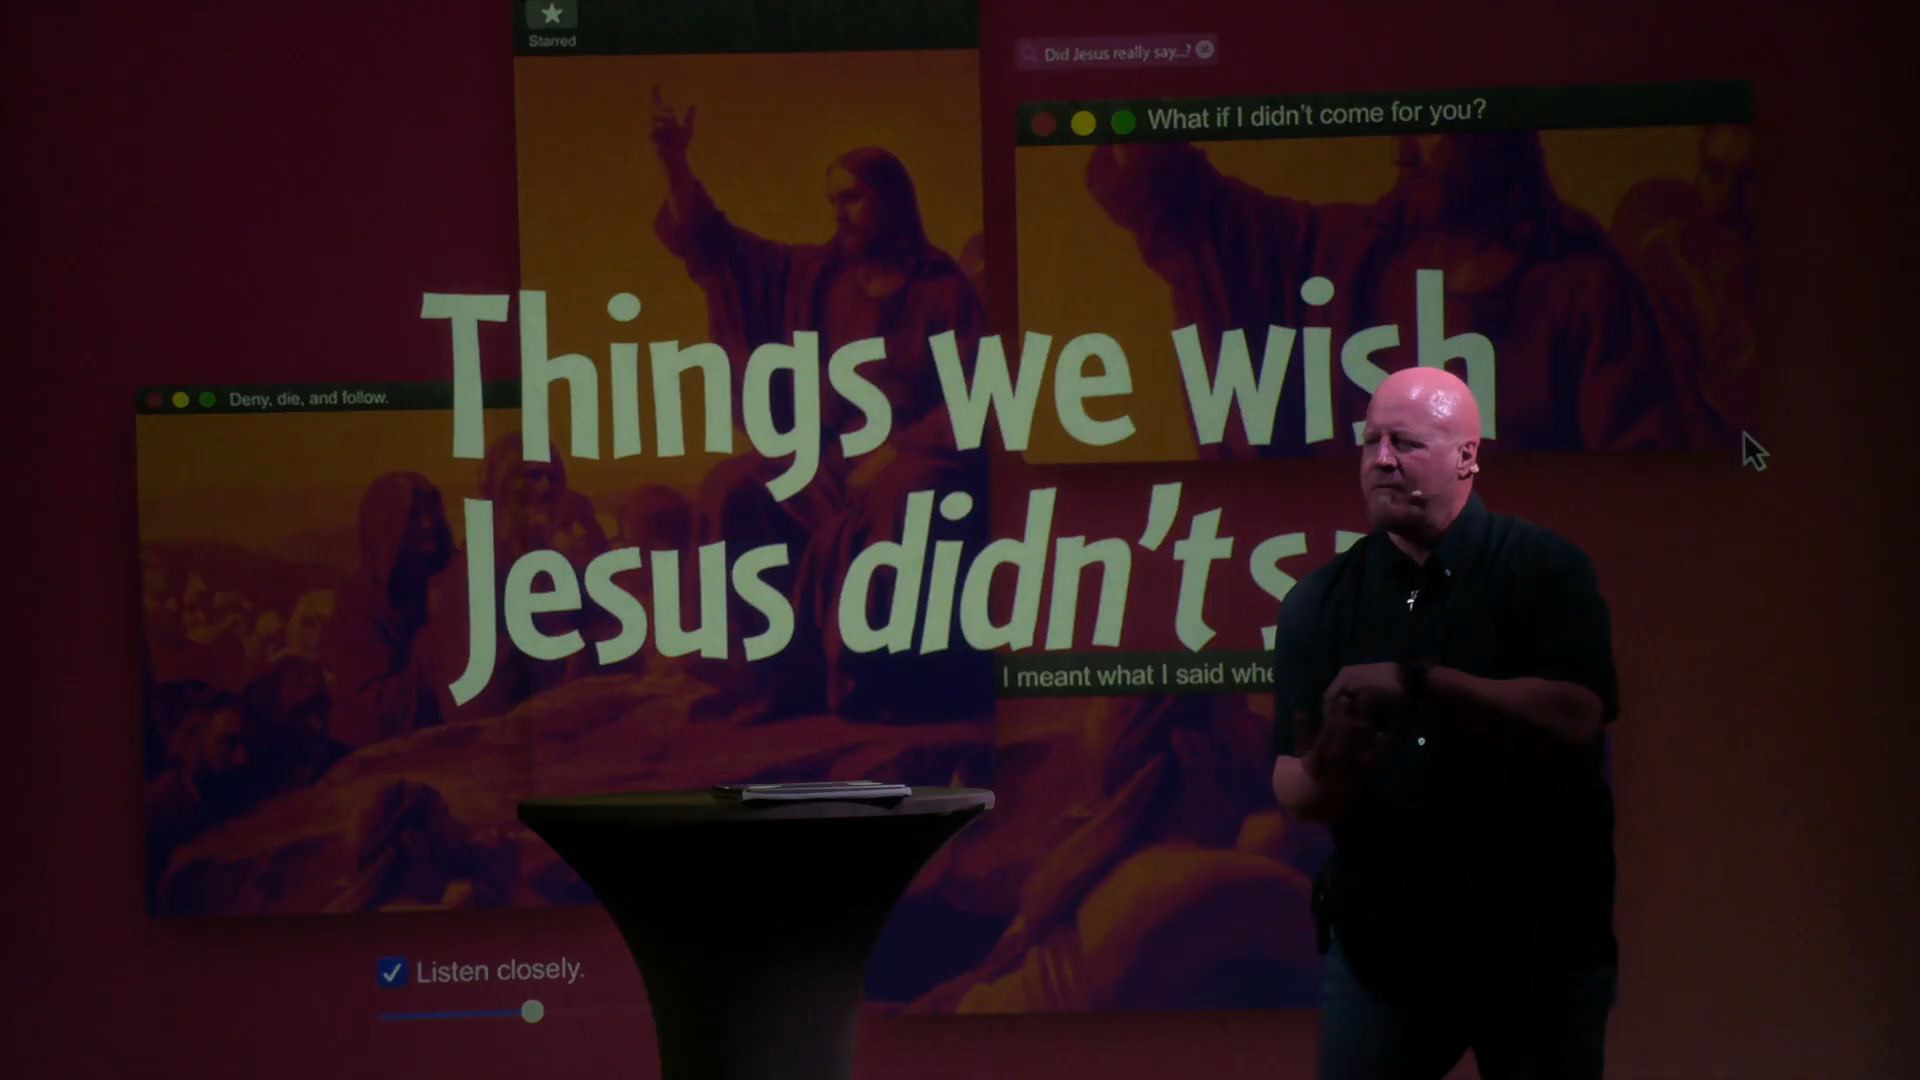 Starred
Did Jesus really say...?
What if I didn't come for you?
Things we wish
Deny, die, and follow.
Jesus didn't
I meant what I said
Listen closely.